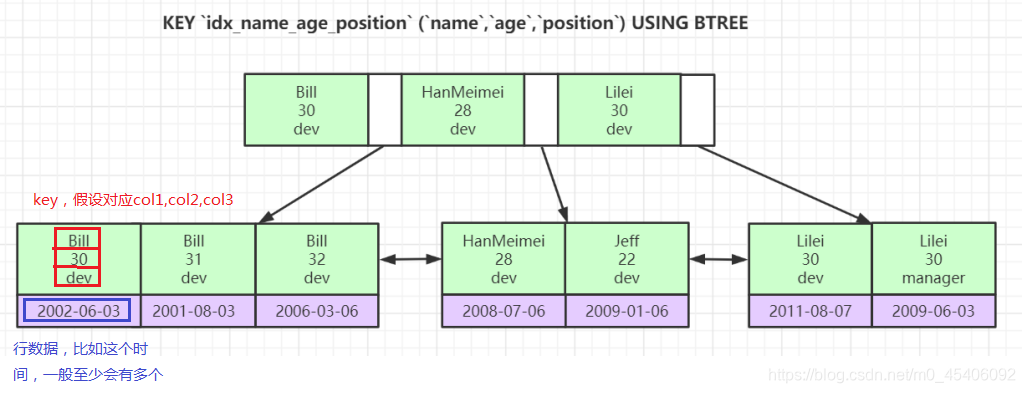 KEY `idx_name_age_position` (`name`,`age`,`position`) USING BTREE
Bill
30
dev
HanMeimei
28
dev
Lilei
30
dev
key，假设对应col1,col2,col3
Bill
30
dev
Bill
31
dev
Bill
32
dev
HanMeimei
28
dev
Jeff
22
dev
Lilei
30
dev
Lilei
30
manager
2002-06-03
2001-08-03
2006-03-06
2008-07-06
2009-01-06
2011-08-07
2009-06-03
行数据，比如这个时
间，一般至少会有多个
https://blog.csdn.net/m0_45406092